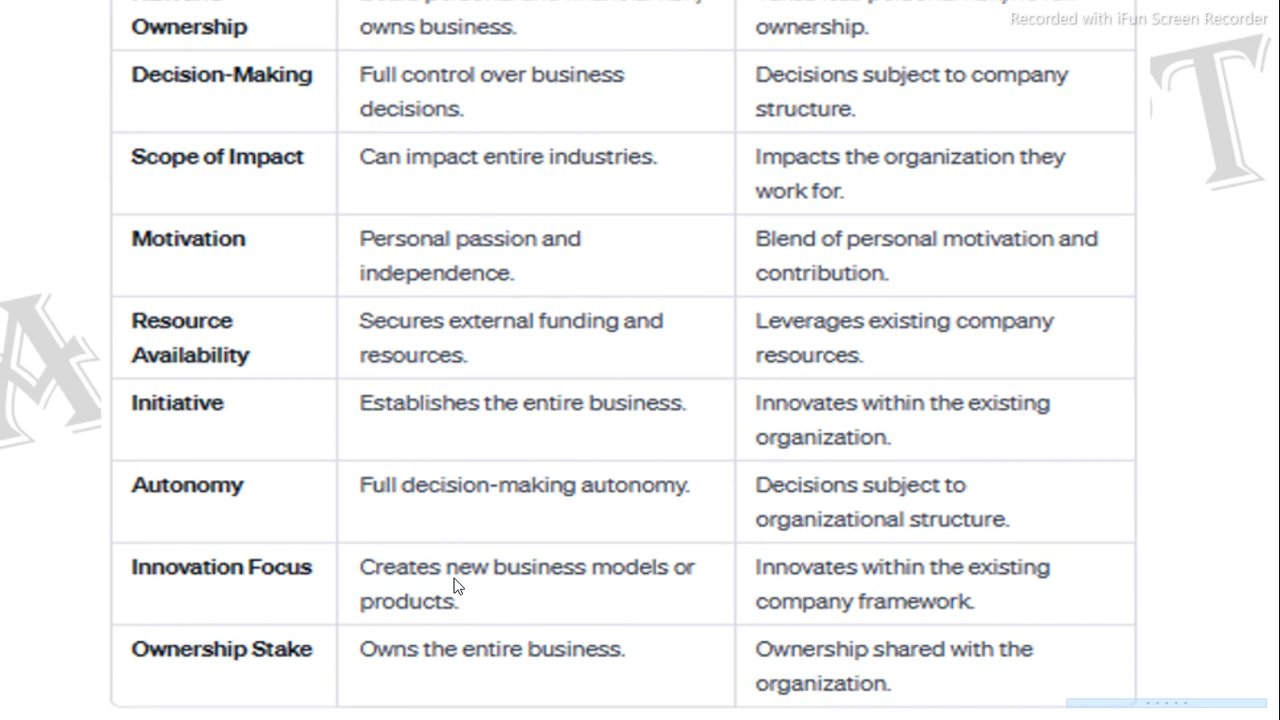 Recorded with iFun Screen Recorder
Ownership
owns business.
ownership.
Decision-Making
Full control over business
decisions.
Decisions subject to company
structure.
Scope of Impact
Can impact entire industries.
Impacts the organization they
work for.
Motivation
Personal passion and
independence.
Blend of personal motivation and
contribution.
Resource
Availability
Secures external funding and
resources.
Leverages existing company
resources.
Initiative
Establishes the entire business.
Innovates within the existing
organization.
Autonomy
Full decision-making autonomy.
Decisions subject to
organizational structure.
Innovation Focus
Creates new business models or
products.
Innovates within the existing
company framework.
Ownership Stake
Owns the entire business.
Ownership shared with the
organization.
A
T